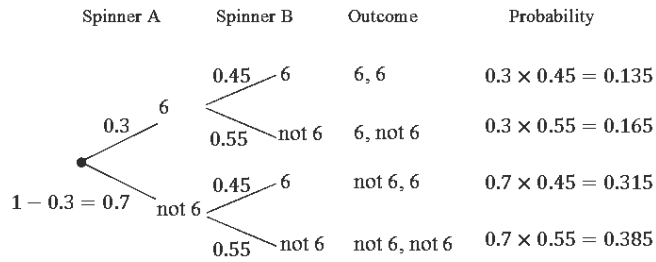 Spinner A Spinner B Outcome Probability
0.45 6 6, 6 0.3 × 0.45 = 0.135
6
0.3
0.55 not 6 6, not 6 0.3 × 0.55 = 0.165
0.45 6 not 6, 6 0.7 × 0.45 = 0.315
1 − 0.3 = 0.7 not 6
0.55 not 6 not 6, not 6 0.7 × 0.55 = 0.385